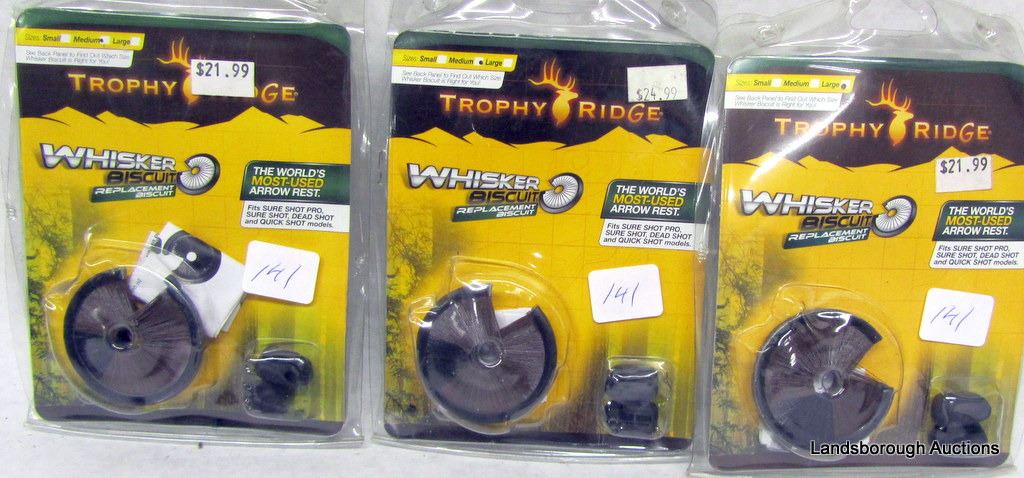 Sizes: Small Medium Large
See Back Panel to Find Out Which Size
Whisker Biscuit is Right for You!
$21.99
TROPHY RIDGE
WHISKER
BISCUIT
REPLACEMENT
BISCUIT
THE WORLD'S
MOST-USED
ARROW REST.
Fits SURE SHOT PRO,
SURE SHOT, DEAD SHOT
and QUICK SHOT models.
141
Sizes: Small Medium Large
See Back Panel to Find Out Which Size
Whisker Biscuit is Right for You!
$24.99
TROPHY RIDGE
WHISKER
BISCUIT
REPLACEMENT
BISCUIT
THE WORLD'S
MOST-USED
ARROW REST.
Fits SURE SHOT PRO,
SURE SHOT, DEAD SHOT
and QUICK SHOT models.
141
Sizes: Small Medium Large
See Back Panel to Find Out Which Size
Whisker Biscuit is Right for You!
TROPHY RIDGE
$21.99
WHISKER
BISCUIT
REPLACEMENT
BISCUIT
THE WORLD'S
MOST-USED
ARROW REST.
Fits SURE SHOT PRO,
SURE SHOT, DEAD SHOT
and QUICK SHOT models.
141
Landsborough Auctions